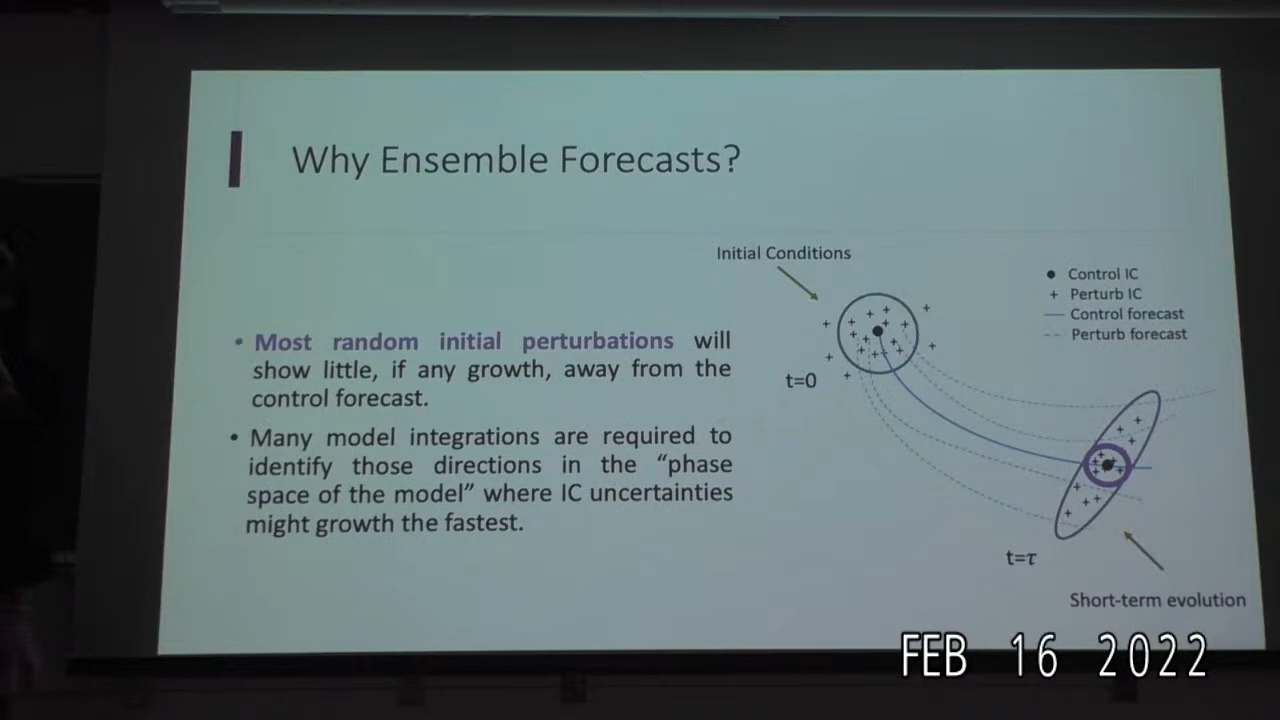 Why Ensemble Forecasts?
• Most random initial perturbations will
show little, if any growth, away from the
control forecast.
• Many model integrations are required to
identify those directions in the “phase
space of the model” where IC uncertainties
might growth the fastest.
Initial Conditions
t=0
Control IC
+ Perturb IC
Control forecast
Perturb forecast
t=τ
Short-term evolution
FEB 16 2022